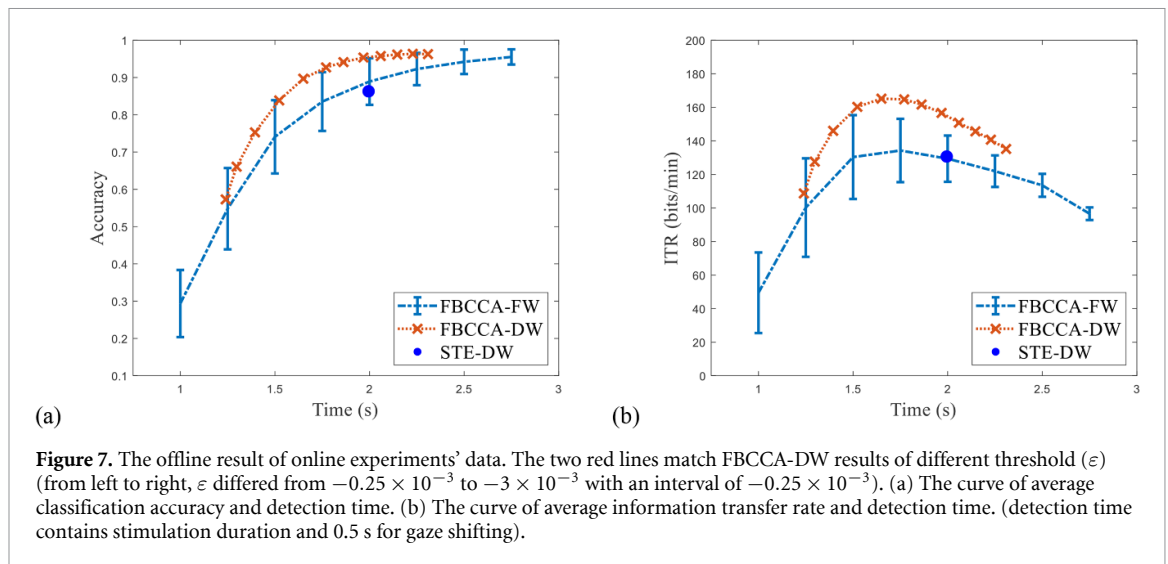 1
0.9
0.8
0.7
0.6
0.5
0.4
0.3
0.2
0.1
Accuracy
1 1.5 2 2.5 3
Time (s)
FBCCA-FW
FBCCA-DW
STE-DW
(a)
200
180
160
140
120
100
80
60
40
20
0
ITR (bits/min)
1 1.5 2 2.5 3
Time (s)
FBCCA-FW
FBCCA-DW
STE-DW
(b)
Figure 7. The offline result of online experiments’ data. The two red lines match FBCCA-DW results of different threshold (ε)
(from left to right, ε differed from −0.25 × 10⁻³ to −3 × 10⁻³ with an interval of −0.25 × 10⁻³). (a) The curve of average
classification accuracy and detection time. (b) The curve of average information transfer rate and detection time. (detection time
contains stimulation duration and 0.5 s for gaze shifting).